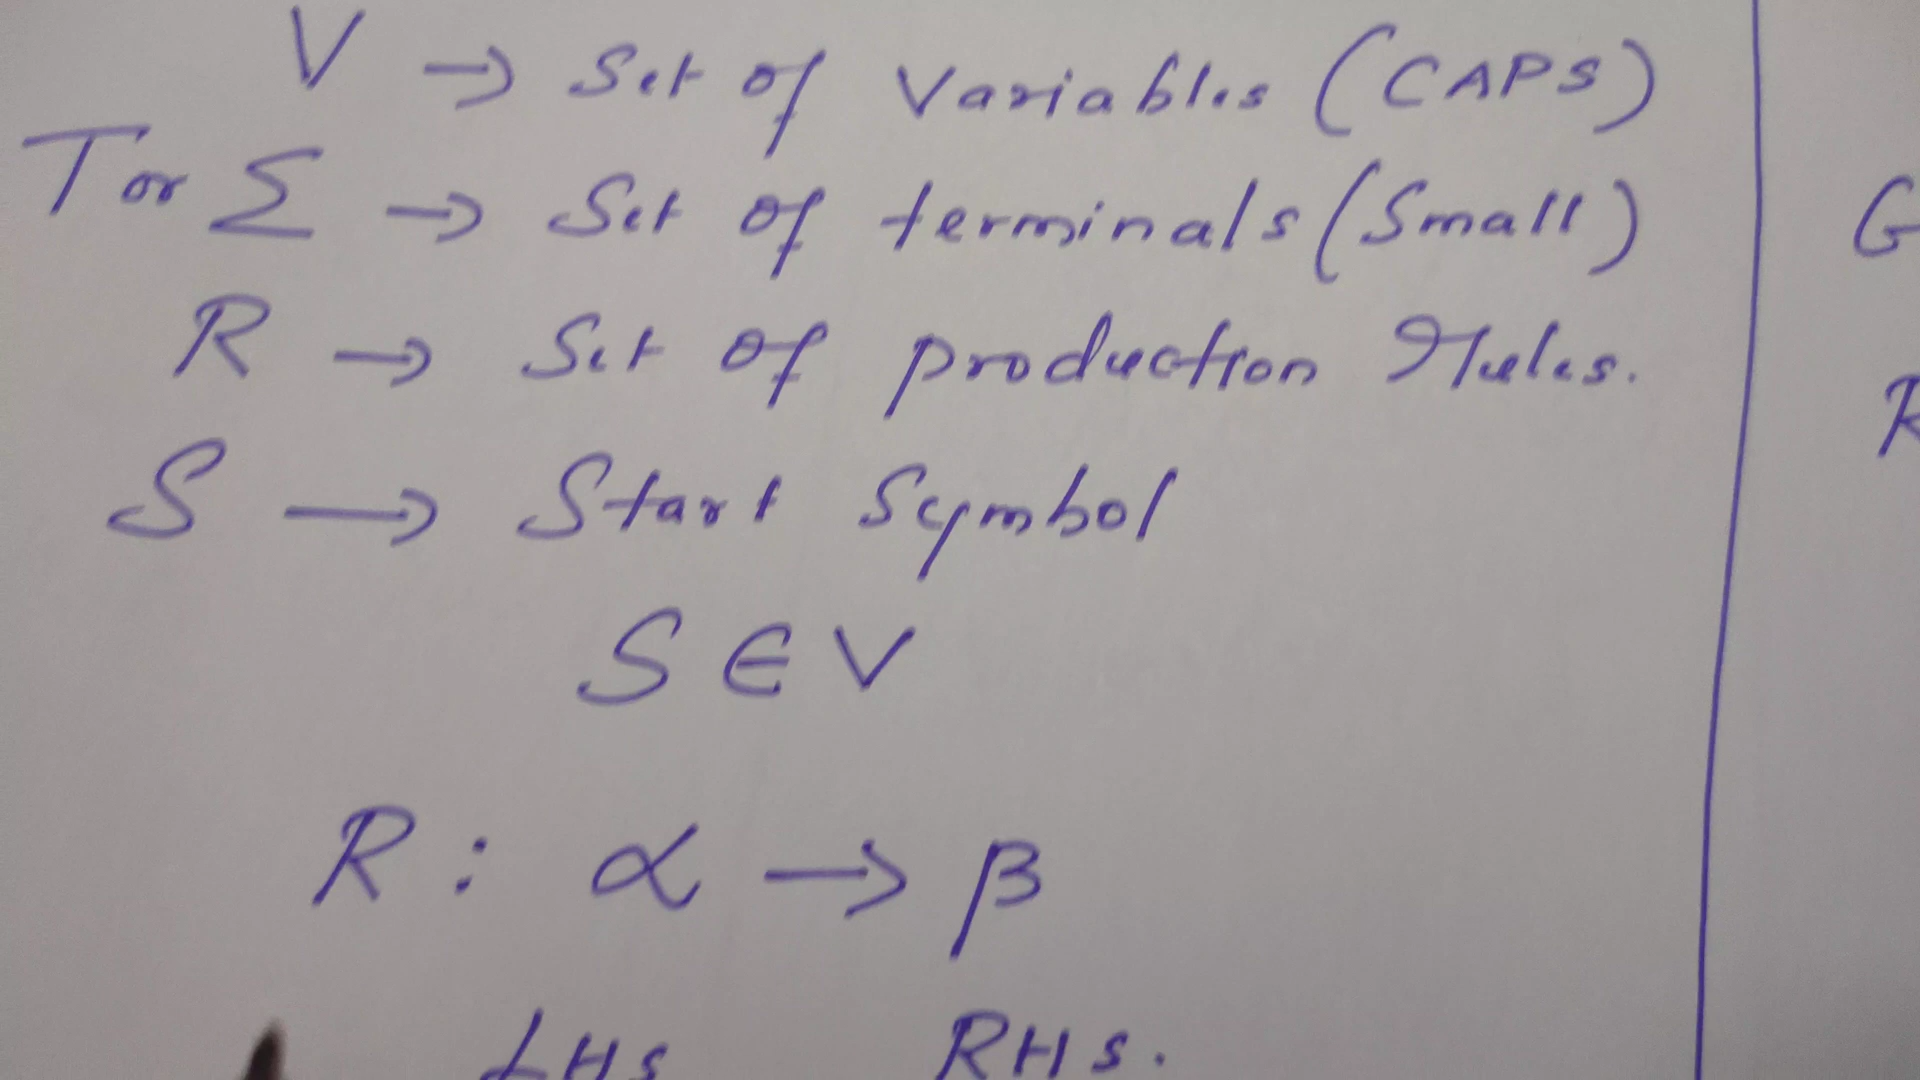 V → Set of Variables (CAPS)
T or Σ → Set of terminals (Small)
R → Set of production rules.
S → Start Symbol
S ∈ V
R : α → β
LHS RHS.
G
R